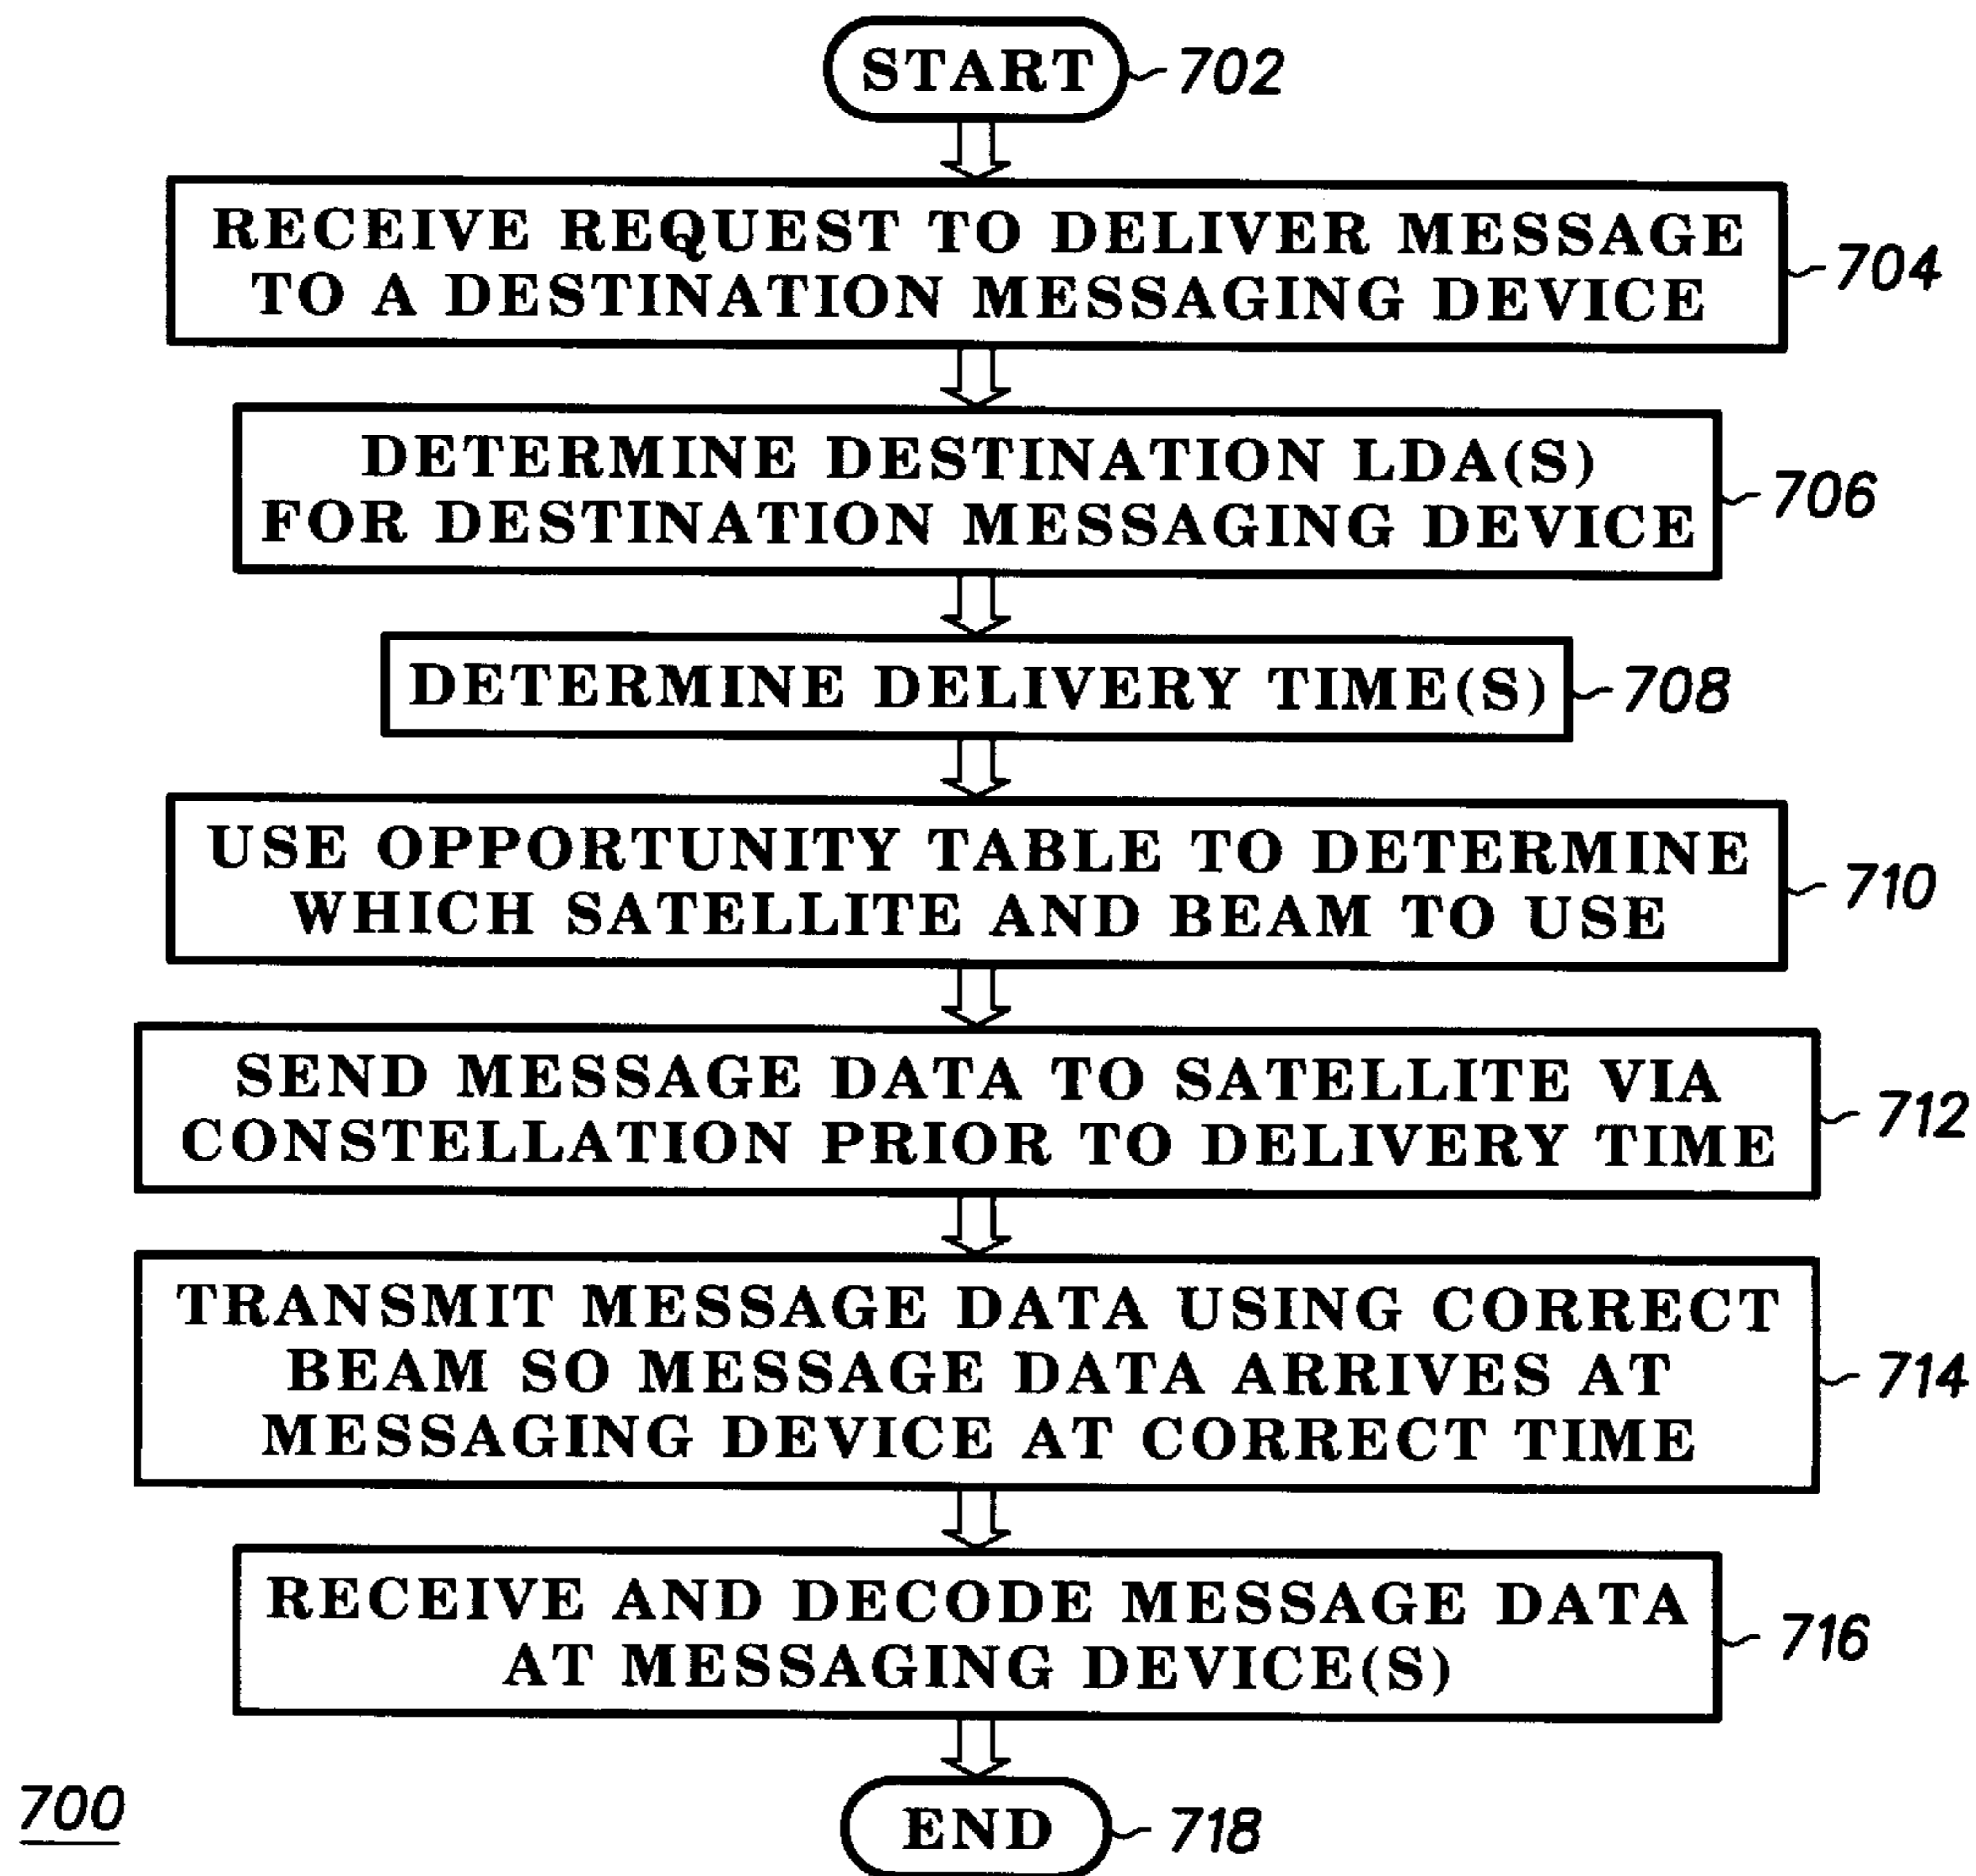 START
702
RECEIVE REQUEST TO DELIVER MESSAGE
TO A DESTINATION MESSAGING DEVICE
704
DETERMINE DESTINATION LDA(S)
FOR DESTINATION MESSAGING DEVICE
706
DETERMINE DELIVERY TIME(S)
708
USE OPPORTUNITY TABLE TO DETERMINE
WHICH SATELLITE AND BEAM TO USE
710
SEND MESSAGE DATA TO SATELLITE VIA
CONSTELLATION PRIOR TO DELIVERY TIME
712
TRANSMIT MESSAGE DATA USING CORRECT
BEAM SO MESSAGE DATA ARRIVES AT
MESSAGING DEVICE AT CORRECT TIME
714
RECEIVE AND DECODE MESSAGE DATA
AT MESSAGING DEVICE(S)
716
END
718
700